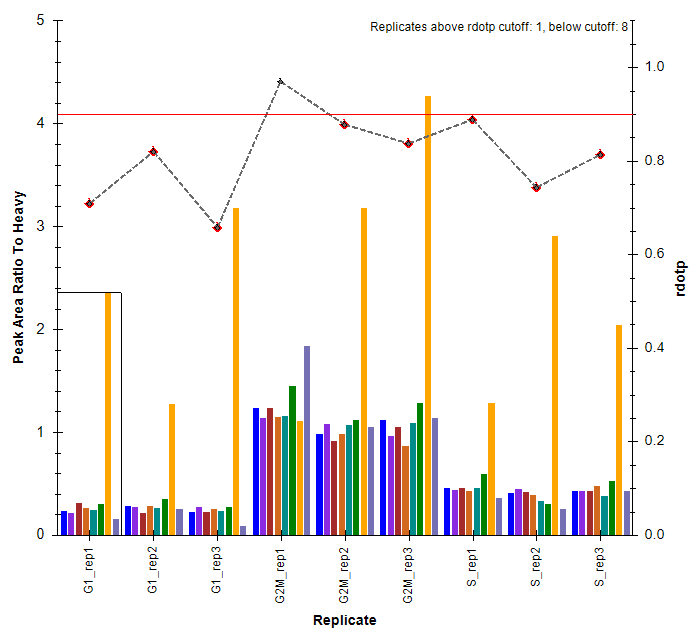 Replicates above rdotp cutoff: 1, below cutoff: 8
Peak Area Ratio To Heavy
5
4
3
2
1
0
rdotp
1.0
0.8
0.6
0.4
0.2
0.0
G1_rep1
G1_rep2
G1_rep3
G2M_rep1
G2M_rep2
G2M_rep3
S_rep1
S_rep2
S_rep3
Replicate